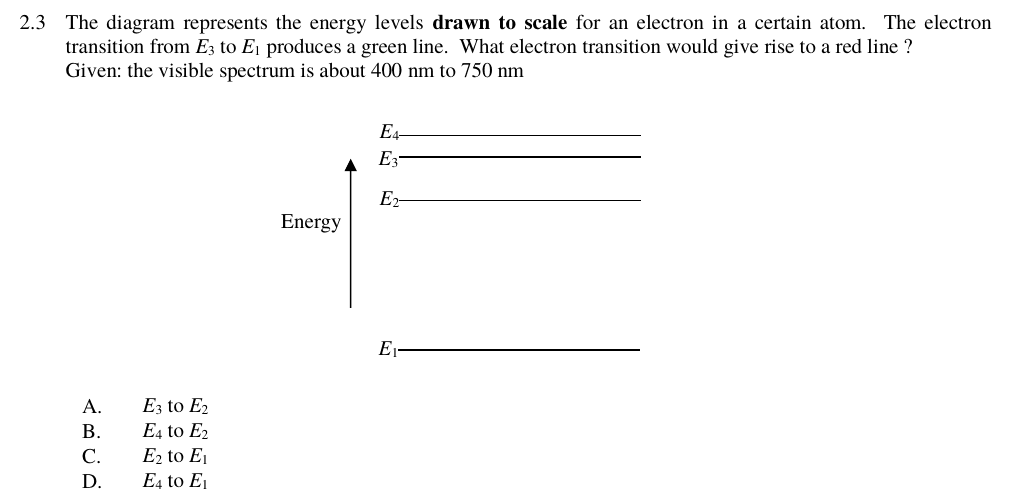 2.3 The diagram represents the energy levels drawn to scale for an electron in a certain atom. The electron
transition from E₃ to E₁ produces a green line. What electron transition would give rise to a red line ?
Given: the visible spectrum is about 400 nm to 750 nm
E₄
E₃
E₂
Energy
E₁
A. E₃ to E₂
B. E₄ to E₂
C. E₂ to E₁
D. E₄ to E₁